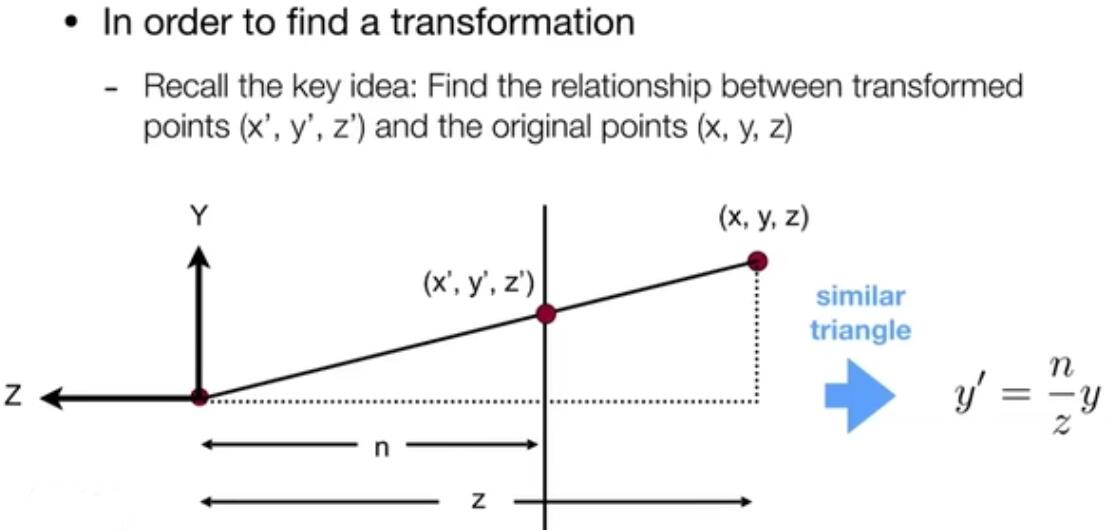 • In order to find a transformation
- Recall the key idea: Find the relationship between transformed
points (x’, y’, z’) and the original points (x, y, z)
Y
(x, y, z)
(x’, y’, z’)
similar
triangle
Z
y′ = n/z y
n
z